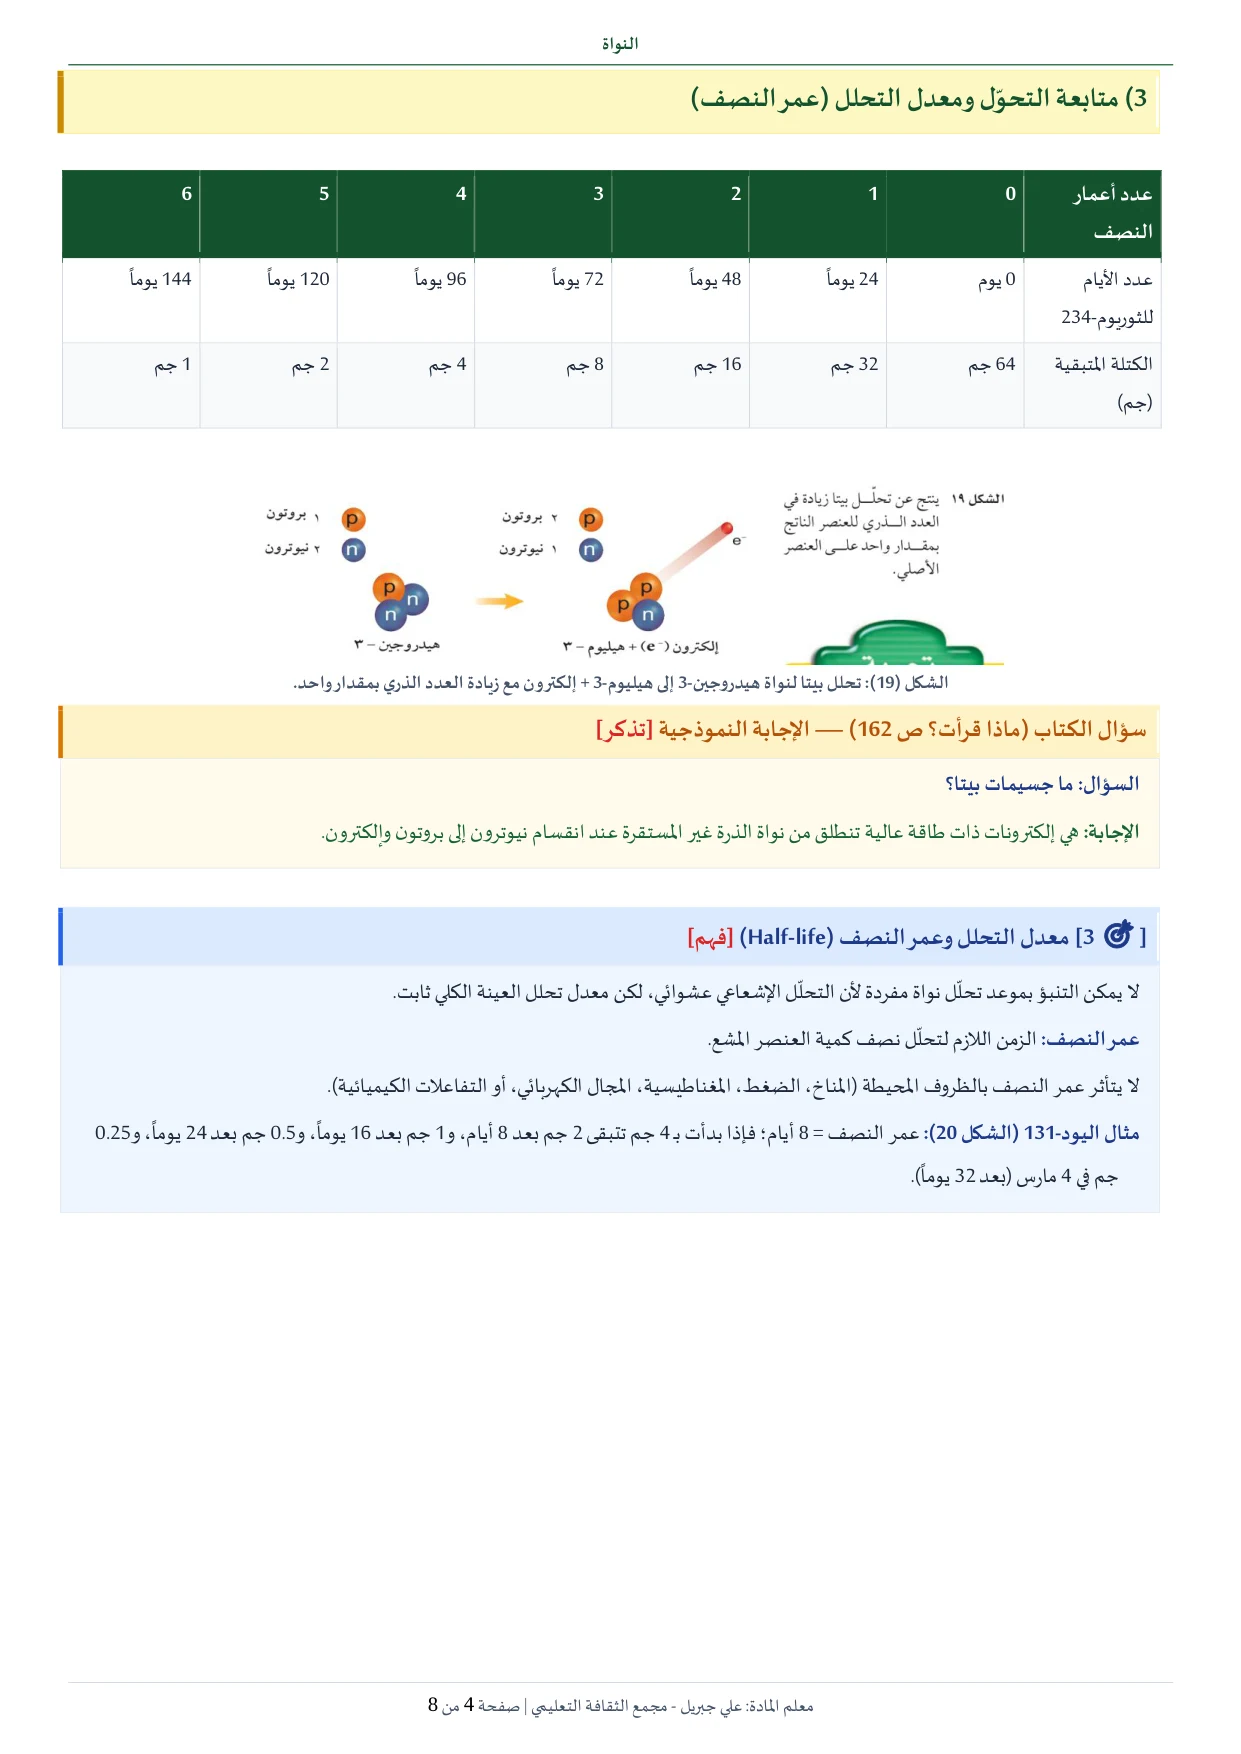 النواة
3) متابعة التحوّل ومعدل التحلل (عمر النصف)
عدد أعمار النصف 0 1 2 3 4 5 6
عدد الأيام للثوريوم-234 0 يوم 24 يوماً 48 يوماً 72 يوماً 96 يوماً 120 يوماً 144 يوماً
الكتلة المتبقية (جم) 64 جم 32 جم 16 جم 8 جم 4 جم 2 جم 1 جم
الشكل ١٩ ينتج عن تحلّــل بيتا زيادة في
العدد الــذري للعنصر الناتج
بمقــدار واحد علــى العنصر
الأصلي.
p ٢ بروتون
n ١ نيوترون
e⁻
p p n
إلكترون (e⁻) + هيليوم – ٣
p ١ بروتون
n ٢ نيوترون
p n n
هيدروجين – ٣
الشكل (19): تحلل بيتا لنواة هيدروجين-3 إلى هيليوم-3 + إلكترون مع زيادة العدد الذري بمقدار واحد.
سؤال الكتاب (ماذا قرأت؟ ص 162) — الإجابة النموذجية [تذكر]
السؤال: ما جسيمات بيتا؟
الإجابة: هي إلكترونات ذات طاقة عالية تنطلق من نواة الذرة غير المستقرة عند انقسام نيوترون إلى بروتون وإلكترون.
[🎯 3] معدل التحلل وعمر النصف (Half-life) [فهم]
لا يمكن التنبؤ بموعد تحلّل نواة مفردة لأن التحلّل الإشعاعي عشوائي، لكن معدل تحلل العينة الكلي ثابت.
عمر النصف: الزمن اللازم لتحلّل نصف كمية العنصر المشع.
لا يتأثر عمر النصف بالظروف المحيطة (المناخ، الضغط، المغناطيسية، المجال الكهربائي، أو التفاعلات الكيميائية).
مثال اليود-131 (الشكل 20): عمر النصف = 8 أيام؛ فإذا بدأت بـ 4 جم تتبقى 2 جم بعد 8 أيام، و1 جم بعد 16 يوماً، و0.5 جم بعد 24 يوماً، و0.25
جم في 4 مارس (بعد 32 يوماً).
معلم المادة: علي جبريل - مجمع الثقافة التعليمي | صفحة 4 من 8